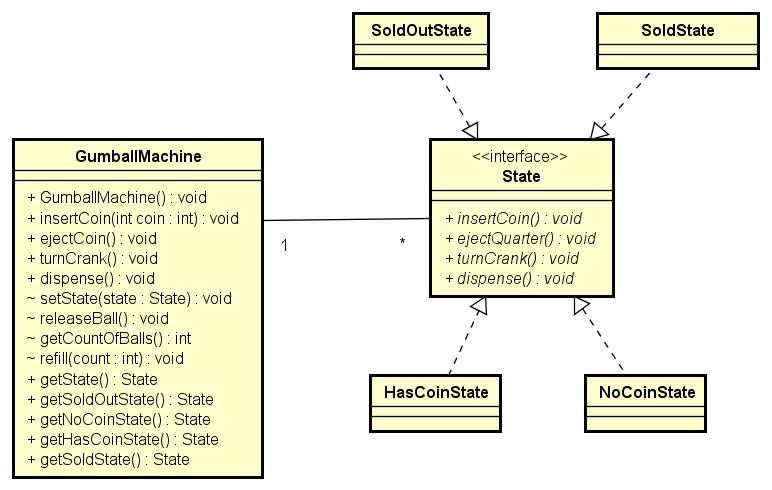 SoldOutState
SoldState
GumballMachine
+ GumballMachine() : void
+ insertCoin(int coin : int) : void
+ ejectCoin() : void
+ turnCrank() : void
+ dispense() : void
~ setState(state : State) : void
~ releaseBall() : void
~ getCountOfBalls() : int
~ refill(count : int) : void
+ getState() : State
+ getSoldOutState() : State
+ getNoCoinState() : State
+ getHasCoinState() : State
+ getSoldState() : State
1
*
<<interface>>
State
+ insertCoin() : void
+ ejectQuarter() : void
+ turnCrank() : void
+ dispense() : void
HasCoinState
NoCoinState